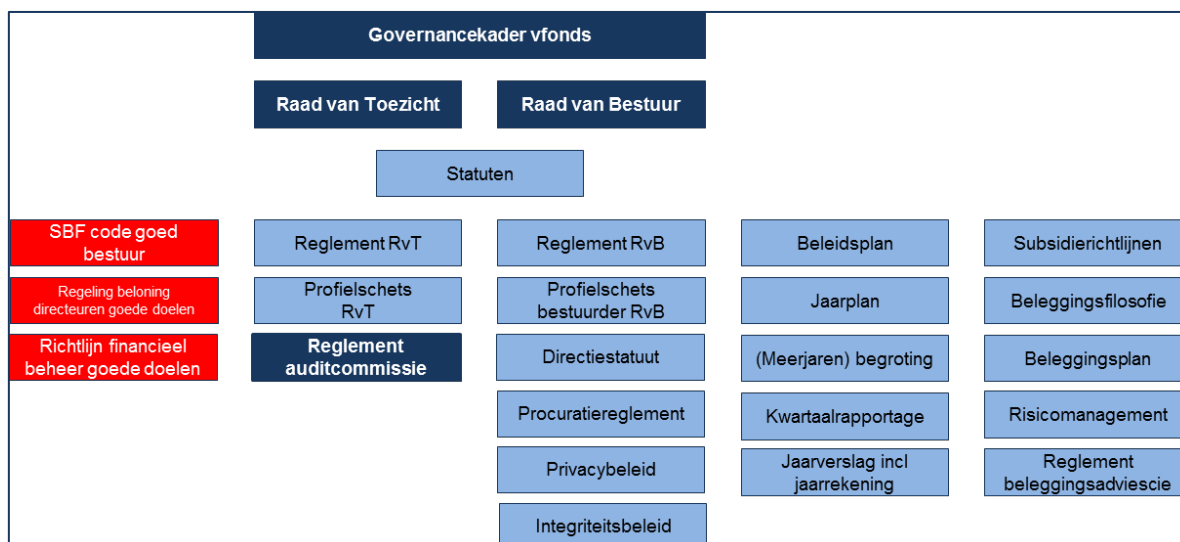 Governancekader vfonds
Raad van Toezicht
Raad van Bestuur
Statuten
SBF code goed
bestuur
Reglement RvT
Reglement RvB
Beleidsplan
Subsidierichtlijnen
Regeling beloning
directeuren goede doelen
Profielschets
RvT
Profielschets
bestuurder RvB
Jaarplan
Beleggingsfilosofie
Richtlijn financieel
beheer goede doelen
Reglement
auditcommissie
Directiestatuut
(Meerjaren) begroting
Beleggingsplan
Procuratiereglement
Kwartaalrapportage
Risicomanagement
Privacybeleid
Jaarverslag incl
jaarrekening
Reglement
beleggingsadviescie
Integriteitsbeleid